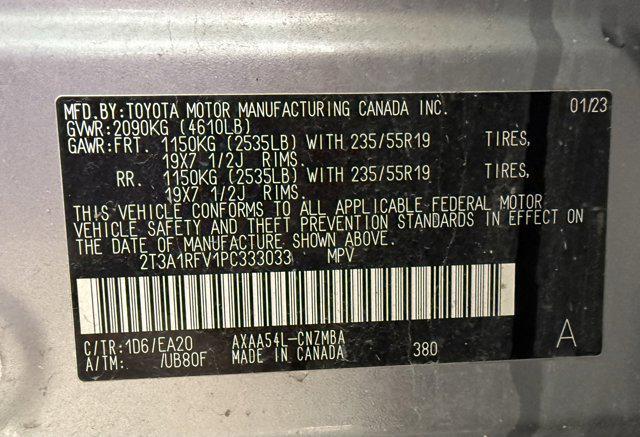 MFD.BY:TOYOTA MOTOR MANUFACTURING CANADA INC. 01/23
GVWR:2090KG (4610LB)
GAWR:FRT. 1150KG (2535LB) WITH 235/55R19 TIRES,
19X7 1/2J RIMS.
RR. 1150KG (2535LB) WITH 235/55R19 TIRES,
19X7 1/2J RIMS.
THIS VEHICLE CONFORMS TO ALL APPLICABLE FEDERAL MOTOR
VEHICLE SAFETY AND THEFT PREVENTION STANDARDS IN EFFECT ON
THE DATE OF MANUFACTURE SHOWN ABOVE.
2T3A1RFV1PC333033 MPV
C/TR:1D6/EA20 AXAA54L-CNZMBA 380 A
A/TM: /UB80F MADE IN CANADA